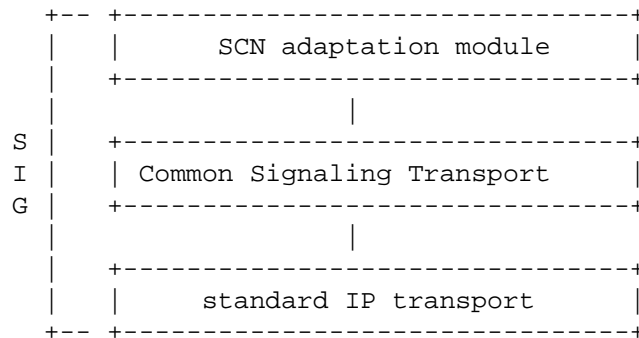 SCN adaptation module
S
I Common Signaling Transport
G
standard IP transport